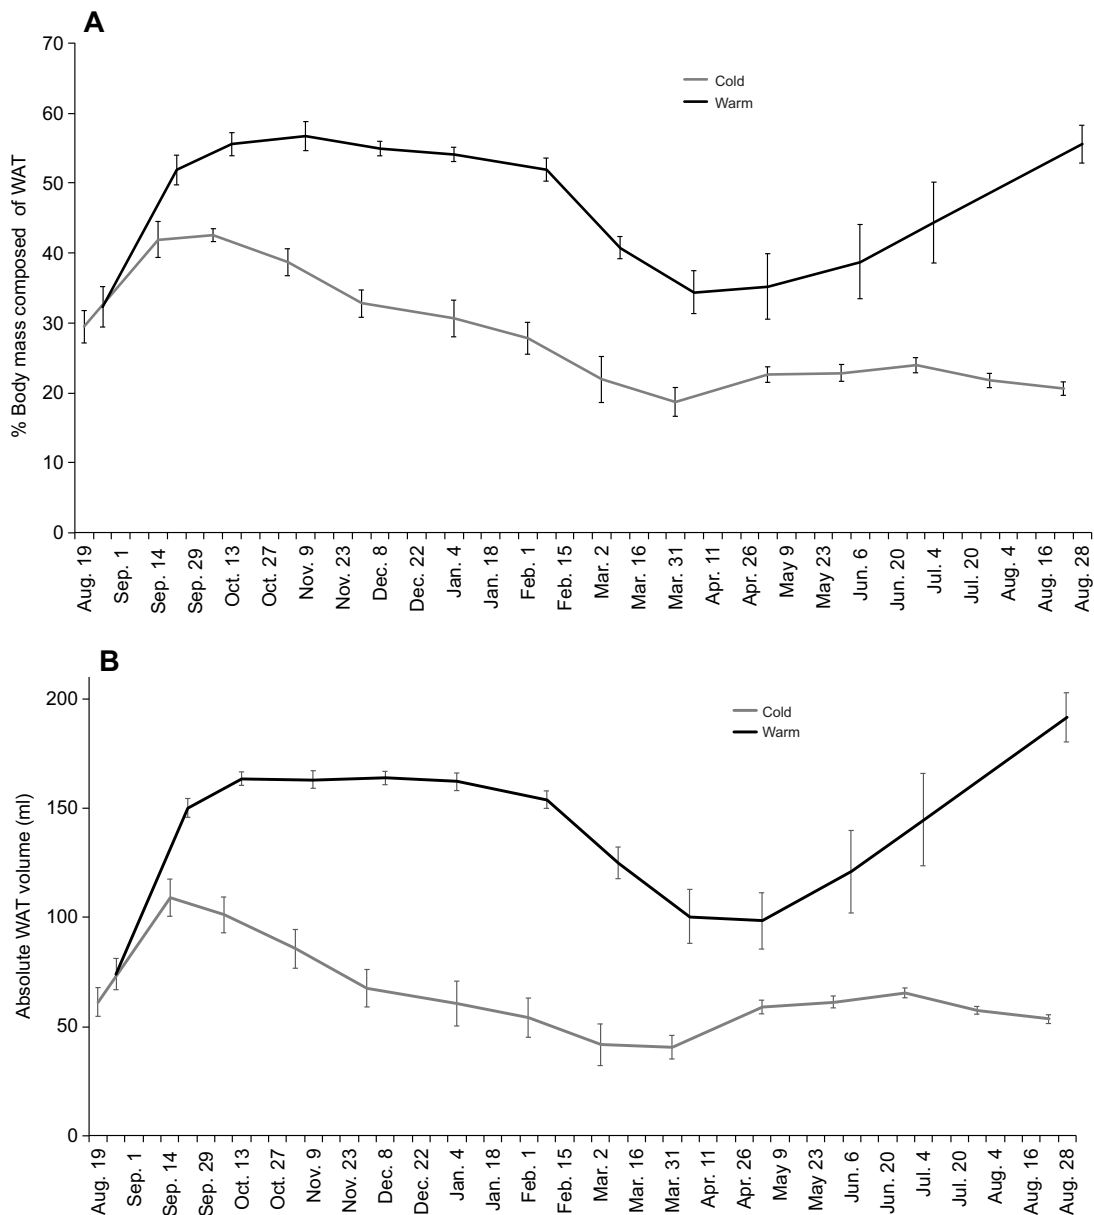 A
70
60
50
40
30
20
10
0
% Body mass composed of WAT
Cold
Warm
Aug. 19
Sep. 1
Sep. 14
Sep. 29
Oct. 13
Oct. 27
Nov. 9
Nov. 23
Dec. 8
Dec. 22
Jan. 4
Jan. 18
Feb. 1
Feb. 15
Mar. 2
Mar. 16
Mar. 31
Apr. 11
Apr. 26
May 9
May 23
Jun. 6
Jun. 20
Jul. 4
Jul. 20
Aug. 4
Aug. 16
Aug. 28
B
200
150
100
50
0
Absolute WAT volume (ml)
Cold
Warm
Aug. 19
Sep. 1
Sep. 14
Sep. 29
Oct. 13
Oct. 27
Nov. 9
Nov. 23
Dec. 8
Dec. 22
Jan. 4
Jan. 18
Feb. 1
Feb. 15
Mar. 2
Mar. 16
Mar. 31
Apr. 11
Apr. 26
May 9
May 23
Jun. 6
Jun. 20
Jul. 4
Jul. 20
Aug. 4
Aug. 16
Aug. 28